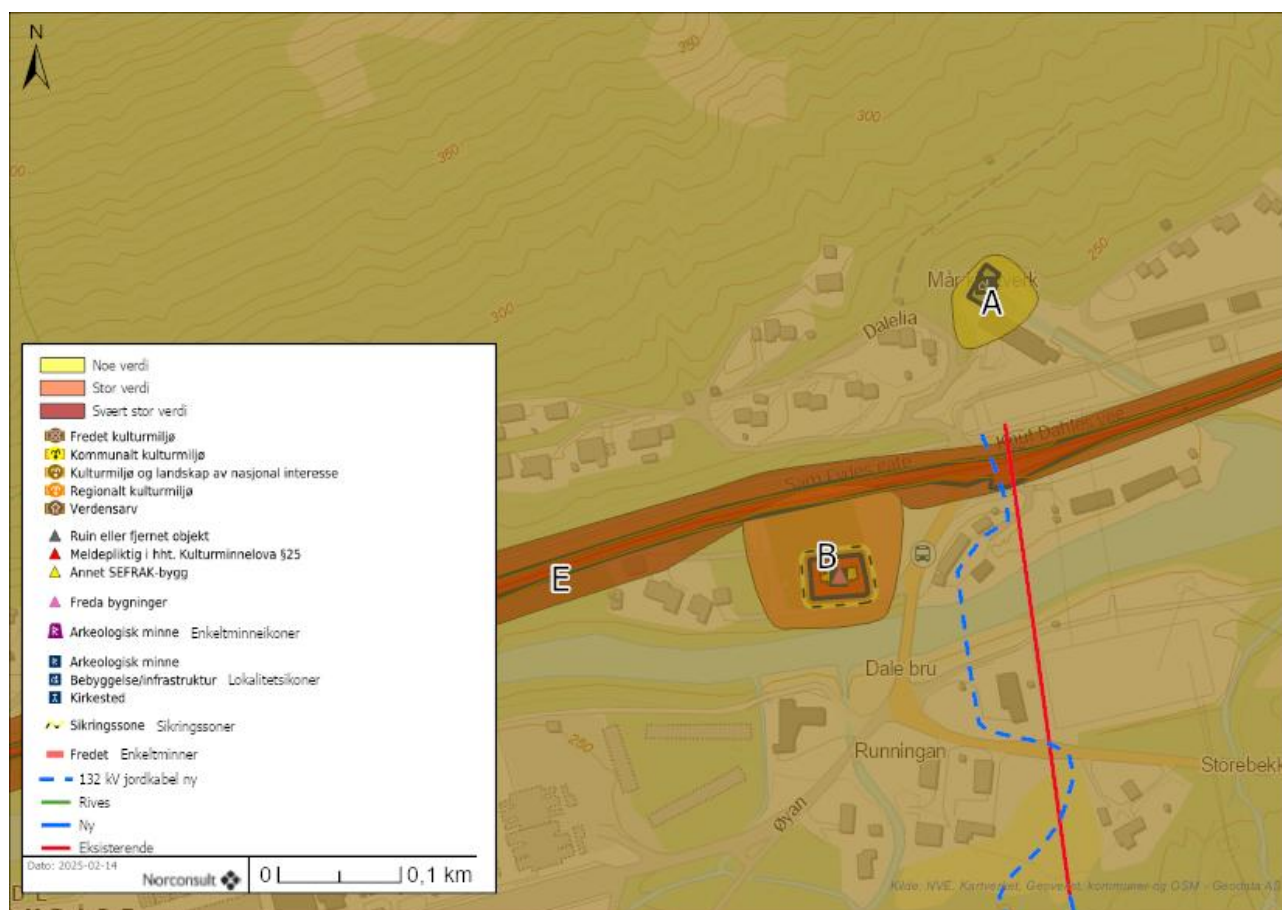 N
350
350
300
00
350
250
Mår
verk
A
Dalelia
300
Noe verdi
Stor verdi
Svært stor verdi
Fredet kulturmiljø
Kommunalt kulturmiljø
Kulturmiljø og landskap av nasjonal interesse
Regionalt kulturmiljø
Verdensarv
Ruin eller fjernet objekt
Meldepliktig i hht. Kulturminnelova §25
Annet SEFRAK-bygg
Freda bygninger
Arkeologisk minne Enkeltminneikoner
Arkeologisk minne
Bebyggelse/infrastruktur Lokalitetsikoner
Kirkested
Sikringssone Sikringssoner
Fredet Enkeltminner
132 kV jordkabel ny
Rives
Ny
Eksisterende
Dato: 2025-02-14
Norconsult
0 0,1 km
Sam Eydes gate
Knut Dahles veg
B
E
Dale bru
250
Runningan
Størebekk
Øyan
Kilde: NVE, Kartverket, Geovekst, kommuner og OSM - Geodata AS